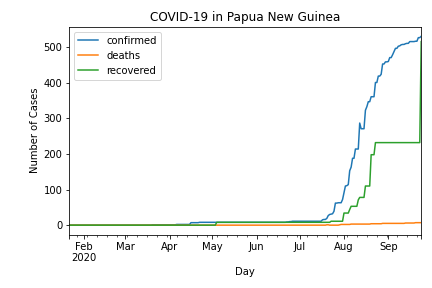 COVID-19 in Papua New Guinea
confirmed
deaths
recovered
Number of Cases
500
400
300
200
100
0
Feb Mar Apr May Jun Jul Aug Sep
2020
Day